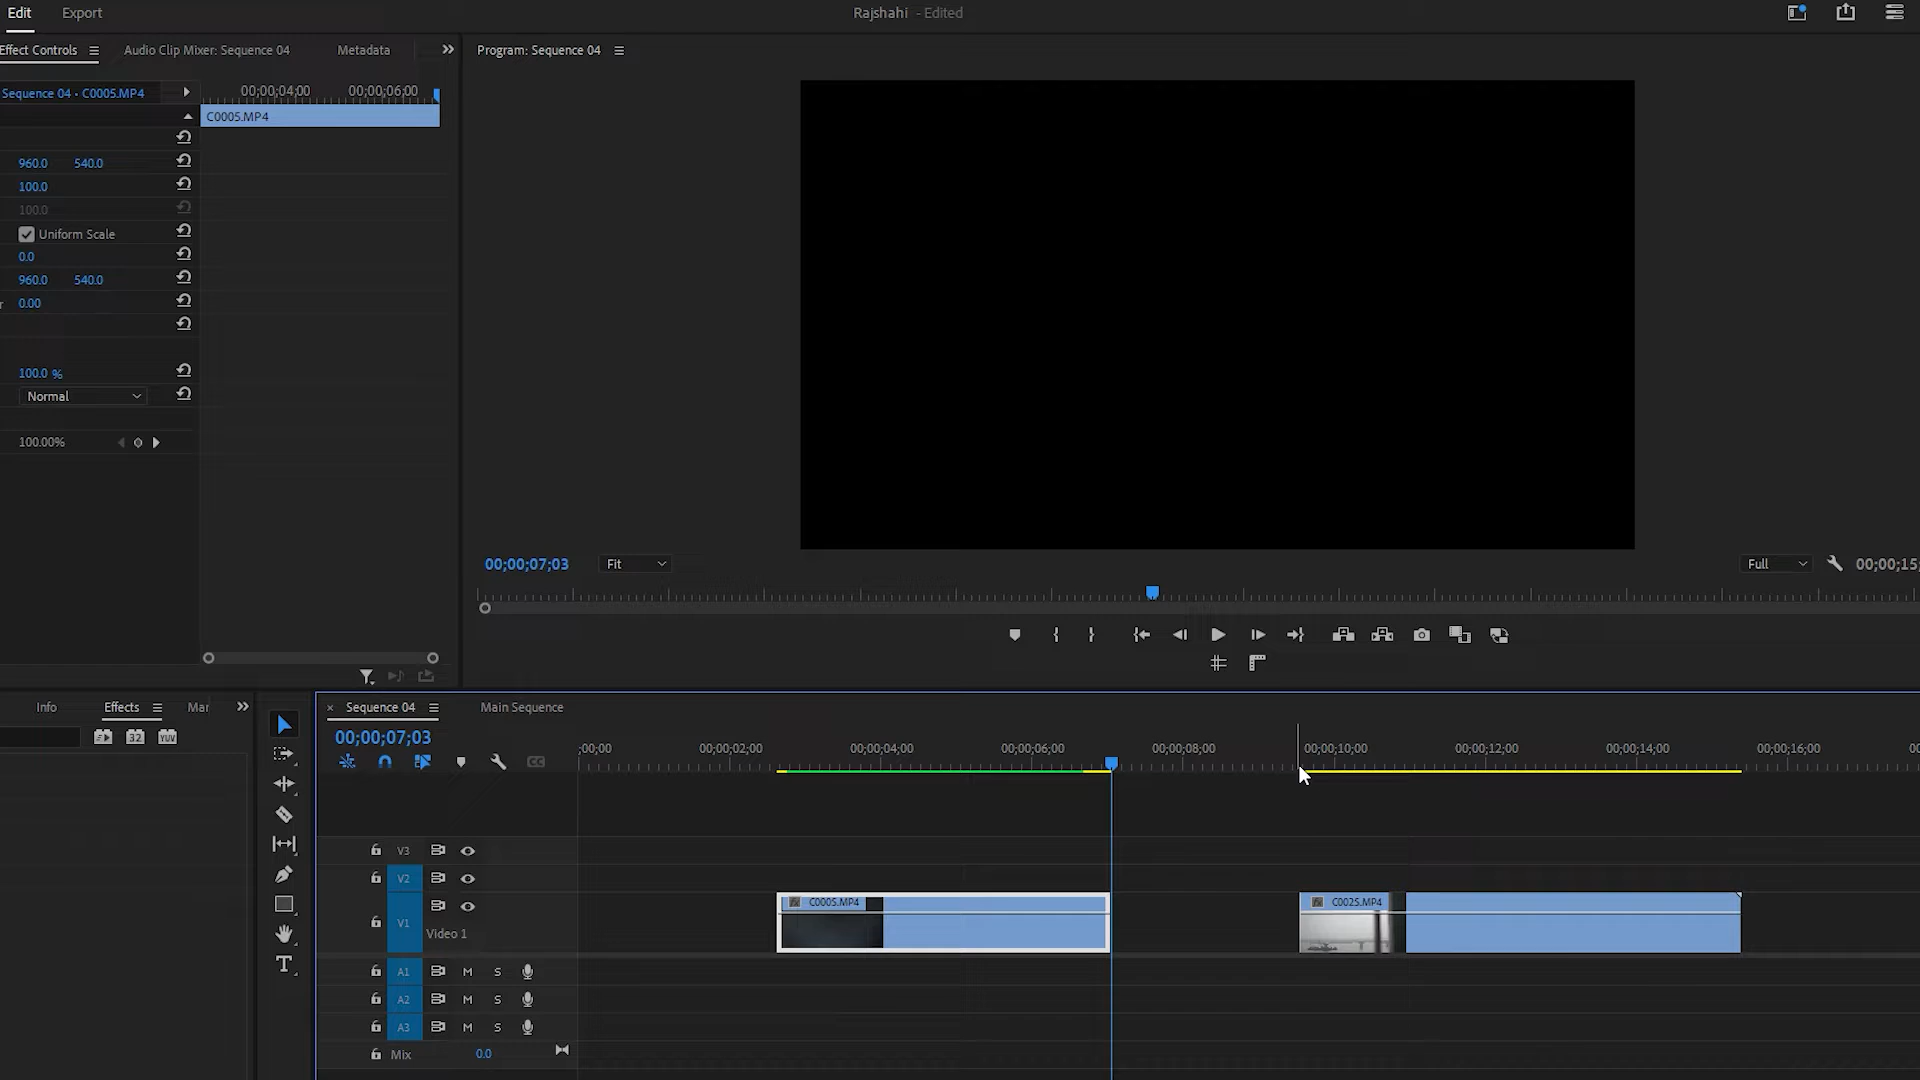 Edit Export Rajshahi - Edited
Effect Controls Audio Clip Mixer: Sequence 04 Metadata Program: Sequence 04
Sequence 04 - C0005.MP4 00;00;04;00 00;00;06;00
C0005.MP4
960.0 540.0
100.0
100.0
Uniform Scale
0.0
960.0 540.0
r 0.00
100.0 %
Normal
100.00%
00;00;07;03 Fit Full 00;00;15;
Info Effects Mar Sequence 04 Main Sequence
32 YUV
00;00;07;03
;00;00 00;00;02;00 00;00;04;00 00;00;06;00 00;00;08;00 00;00;10;00 00;00;12;00 00;00;14;00 00;00;16;00 00
CC
V3
V2
V1 Video 1
C0005.MP4 C0025.MP4
A1 M S
A2 M S
A3 M S
Mix 0.0
T